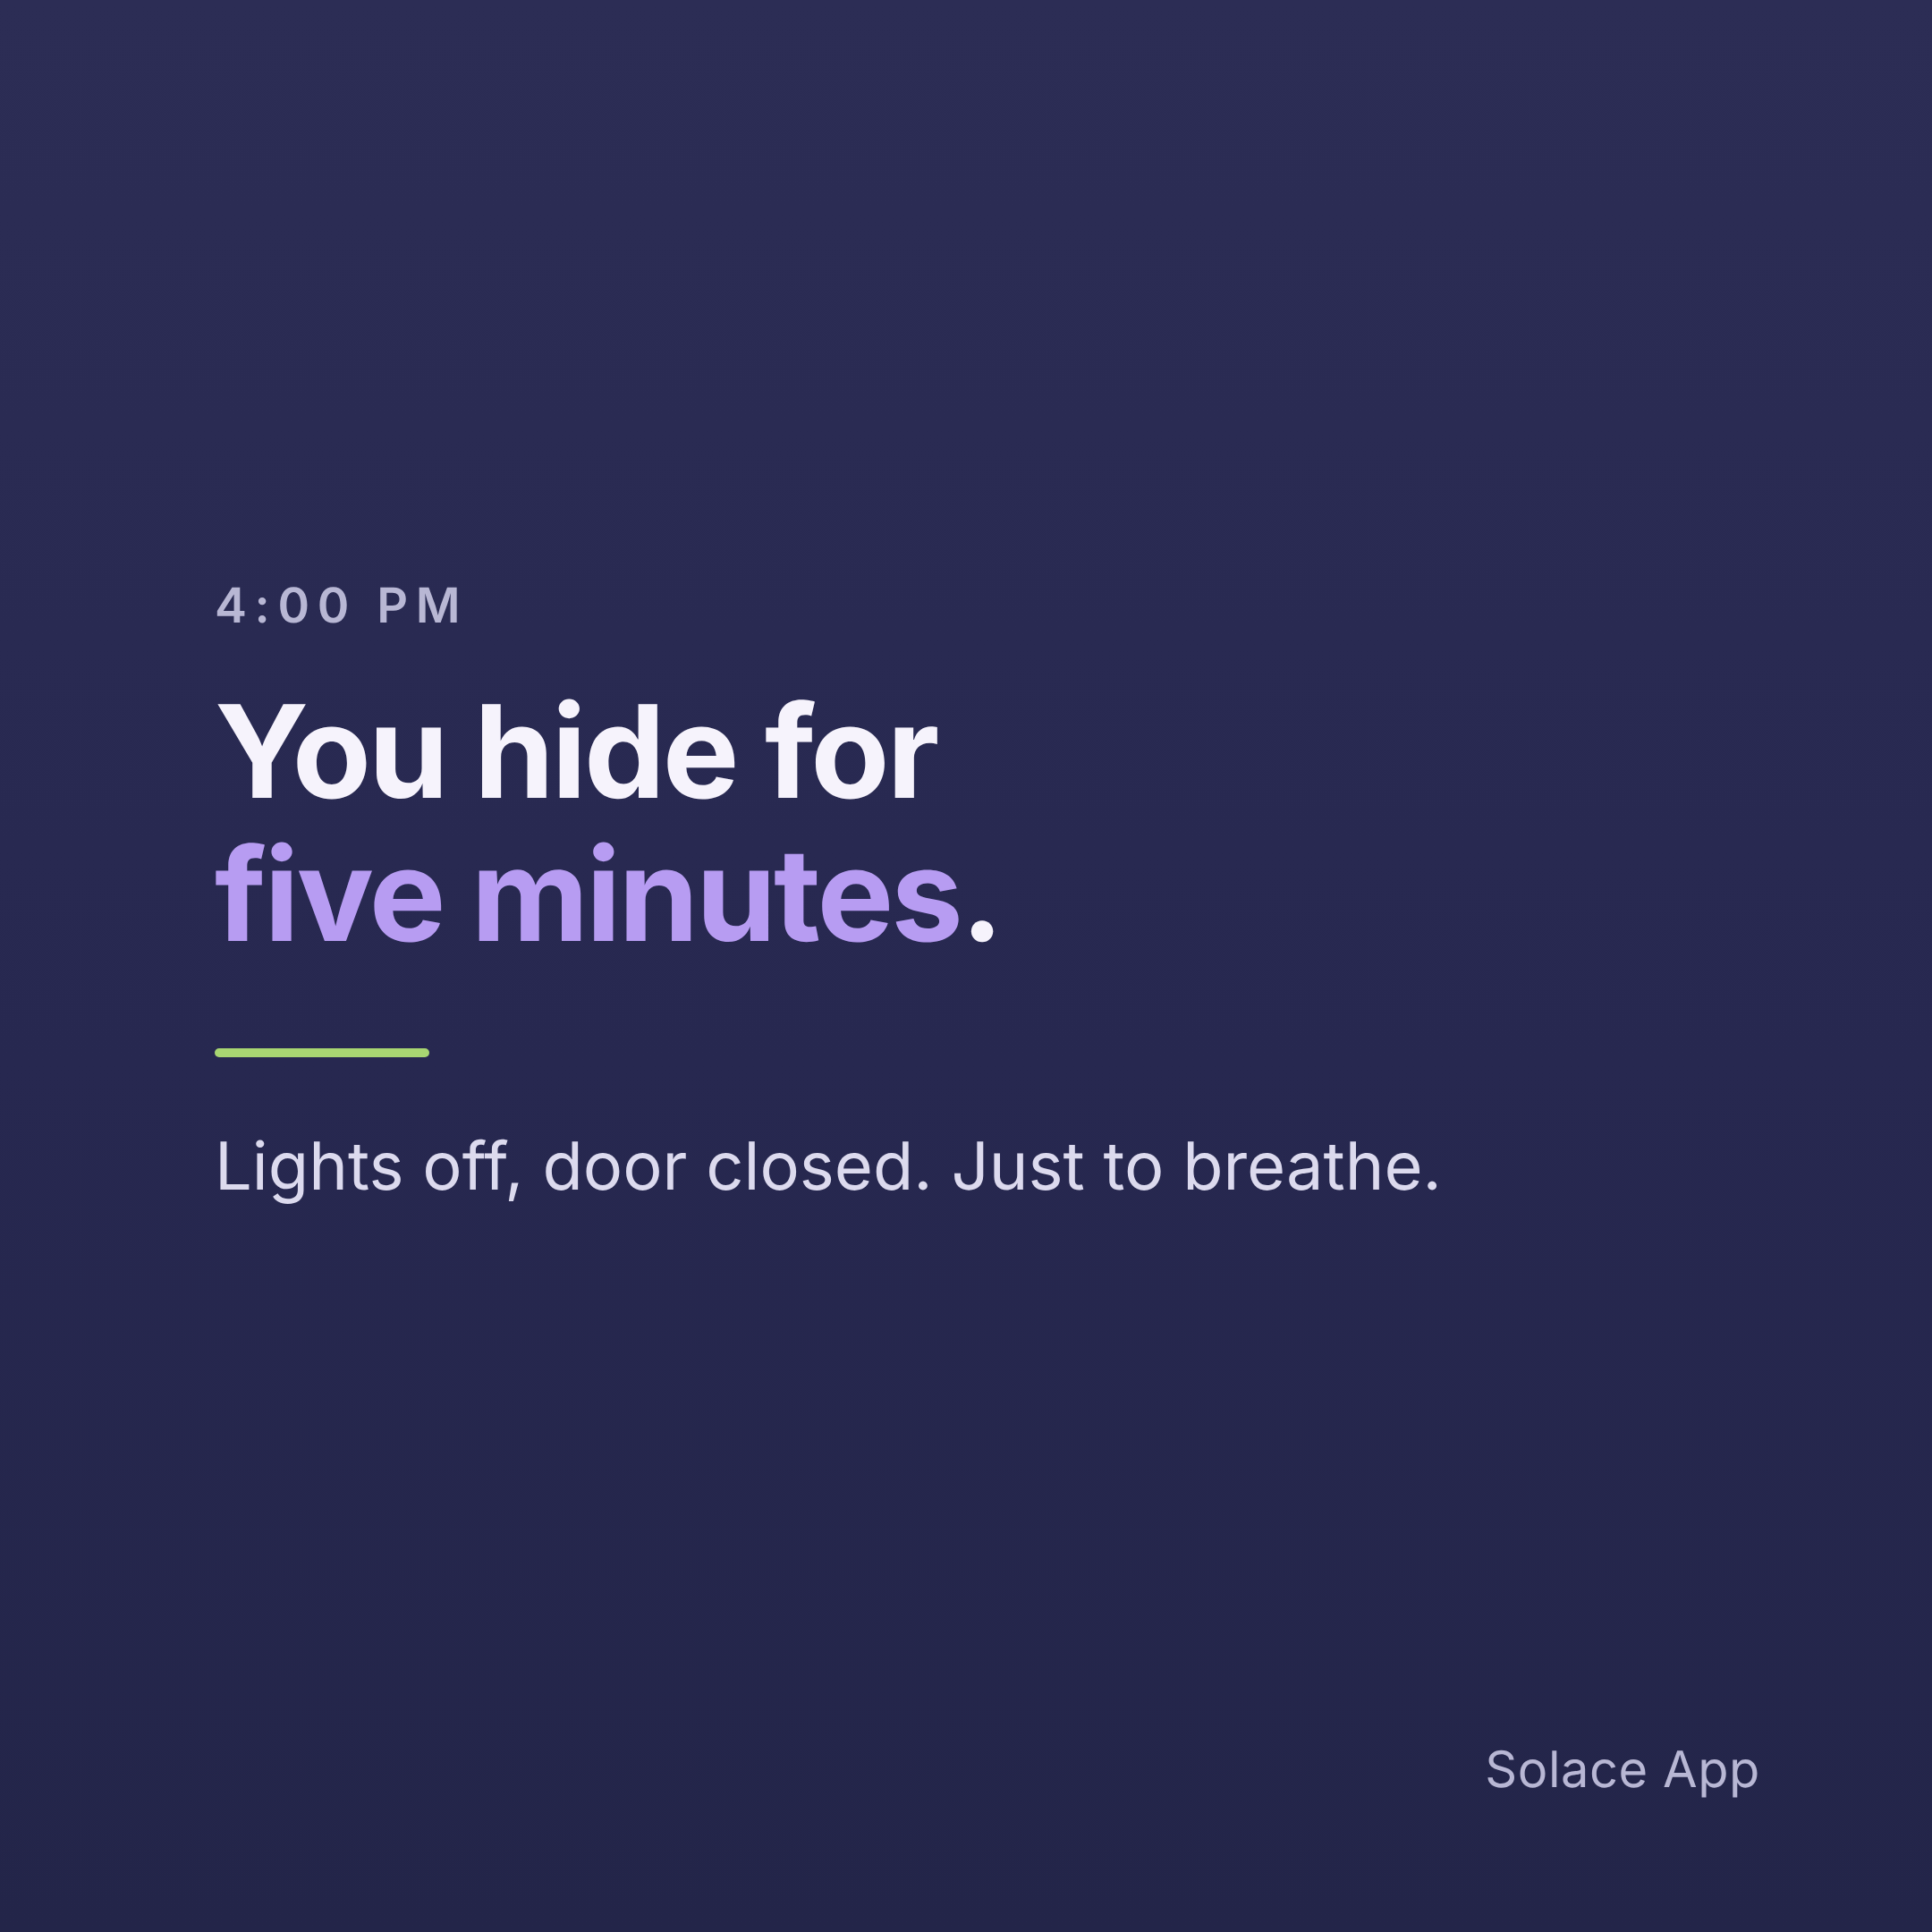 4:00 PM
You hide for
five minutes.
Lights off, door closed. Just to breathe.
Solace App